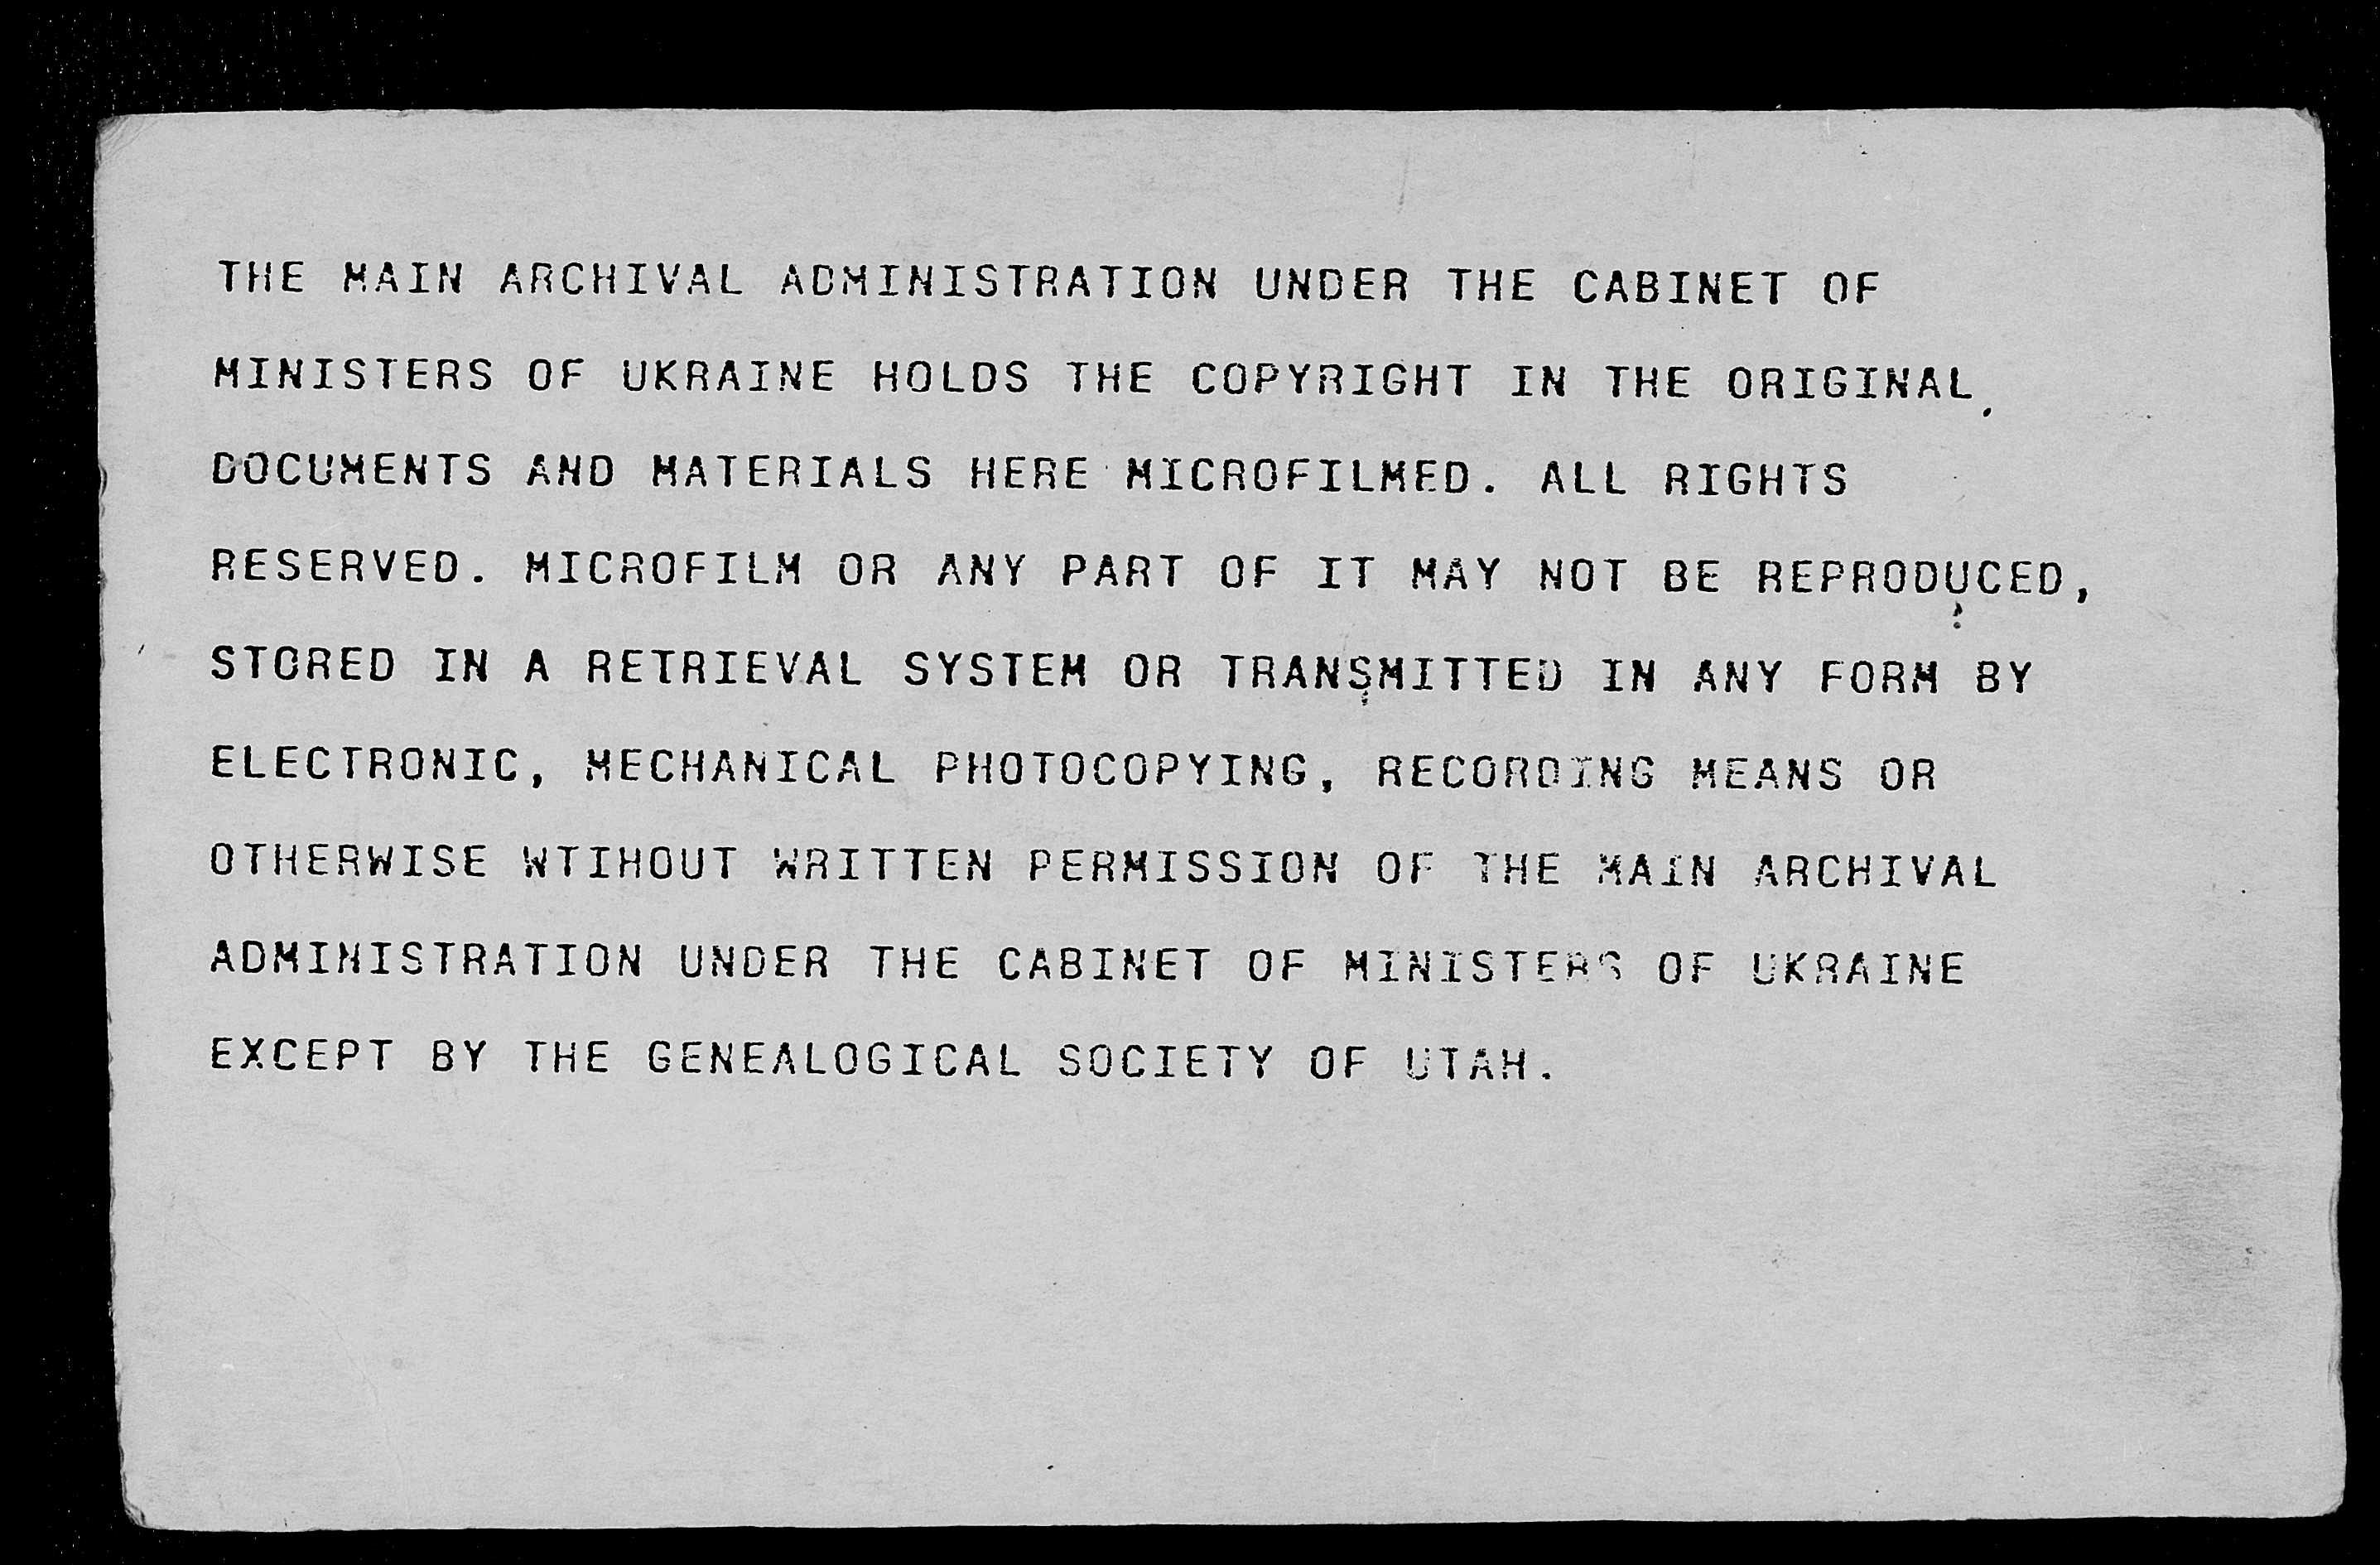 THE MAIN ARCHIVAL ADMINISTRATION UNDER THE CABINET OF
MINISTERS OF UKRAINE HOLDS THE COPYRIGHT IN THE ORIGINAL
DOCUMENTS AND MATERIALS HERE MICROFILMED. ALL RIGHTS
RESERVED. MICROFILM OR ANY PART OF IT MAY NOT BE REPRODUCED,
STORED IN A RETRIEVAL SYSTEM OR TRANSMITTED IN ANY FORM BY
ELECTRONIC, MECHANICAL PHOTOCOPYING, RECORDING MEANS OR
OTHERWISE WTIHOUT WRITTEN PERMISSION OF THE MAIN ARCHIVAL
ADMINISTRATION UNDER THE CABINET OF MINISTERS OF UKRAINE
EXCEPT BY THE GENEALOGICAL SOCIETY OF UTAH.